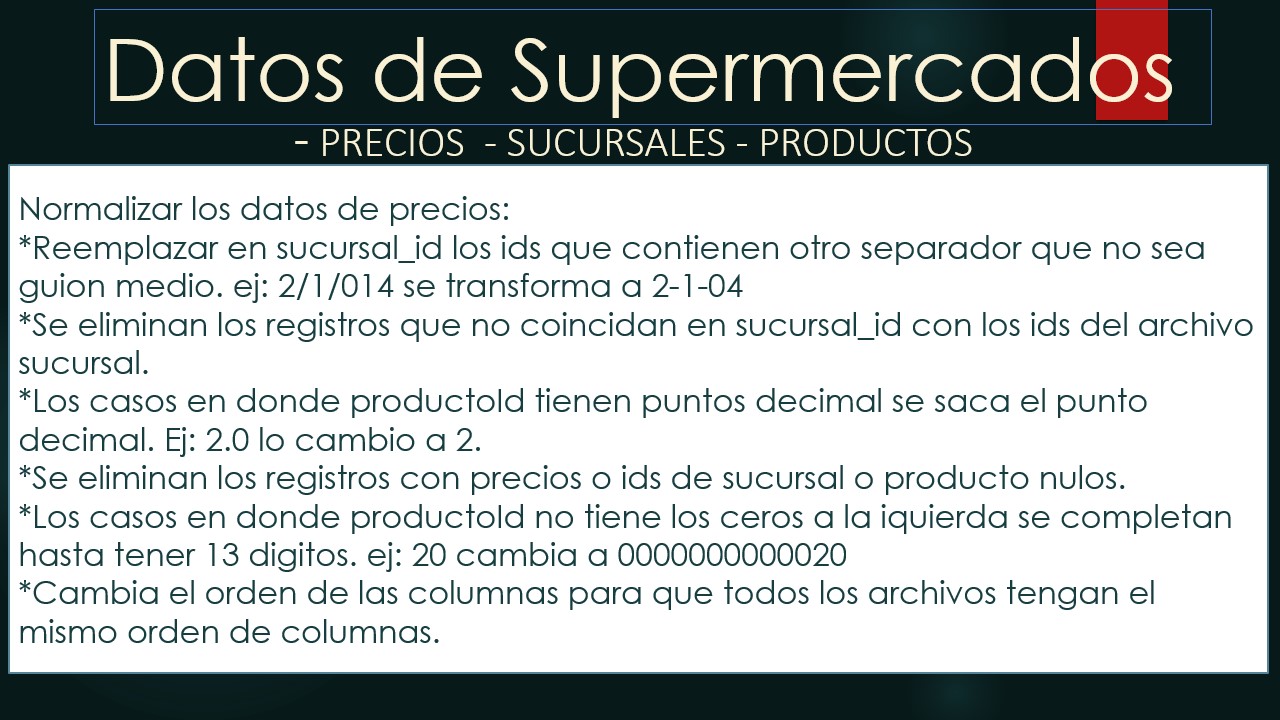 Datos de Supermercados
- PRECIOS - SUCURSALES - PRODUCTOS
Normalizar los datos de precios:
*Reemplazar en sucursal_id los ids que contienen otro separador que no sea
guion medio. ej: 2/1/014 se transforma a 2-1-04
*Se eliminan los registros que no coincidan en sucursal_id con los ids del archivo
sucursal.
*Los casos en donde productoId tienen puntos decimal se saca el punto
decimal. Ej: 2.0 lo cambio a 2.
*Se eliminan los registros con precios o ids de sucursal o producto nulos.
*Los casos en donde productoId no tiene los ceros a la iquierda se completan
hasta tener 13 digitos. ej: 20 cambia a 0000000000020
*Cambia el orden de las columnas para que todos los archivos tengan el
mismo orden de columnas.